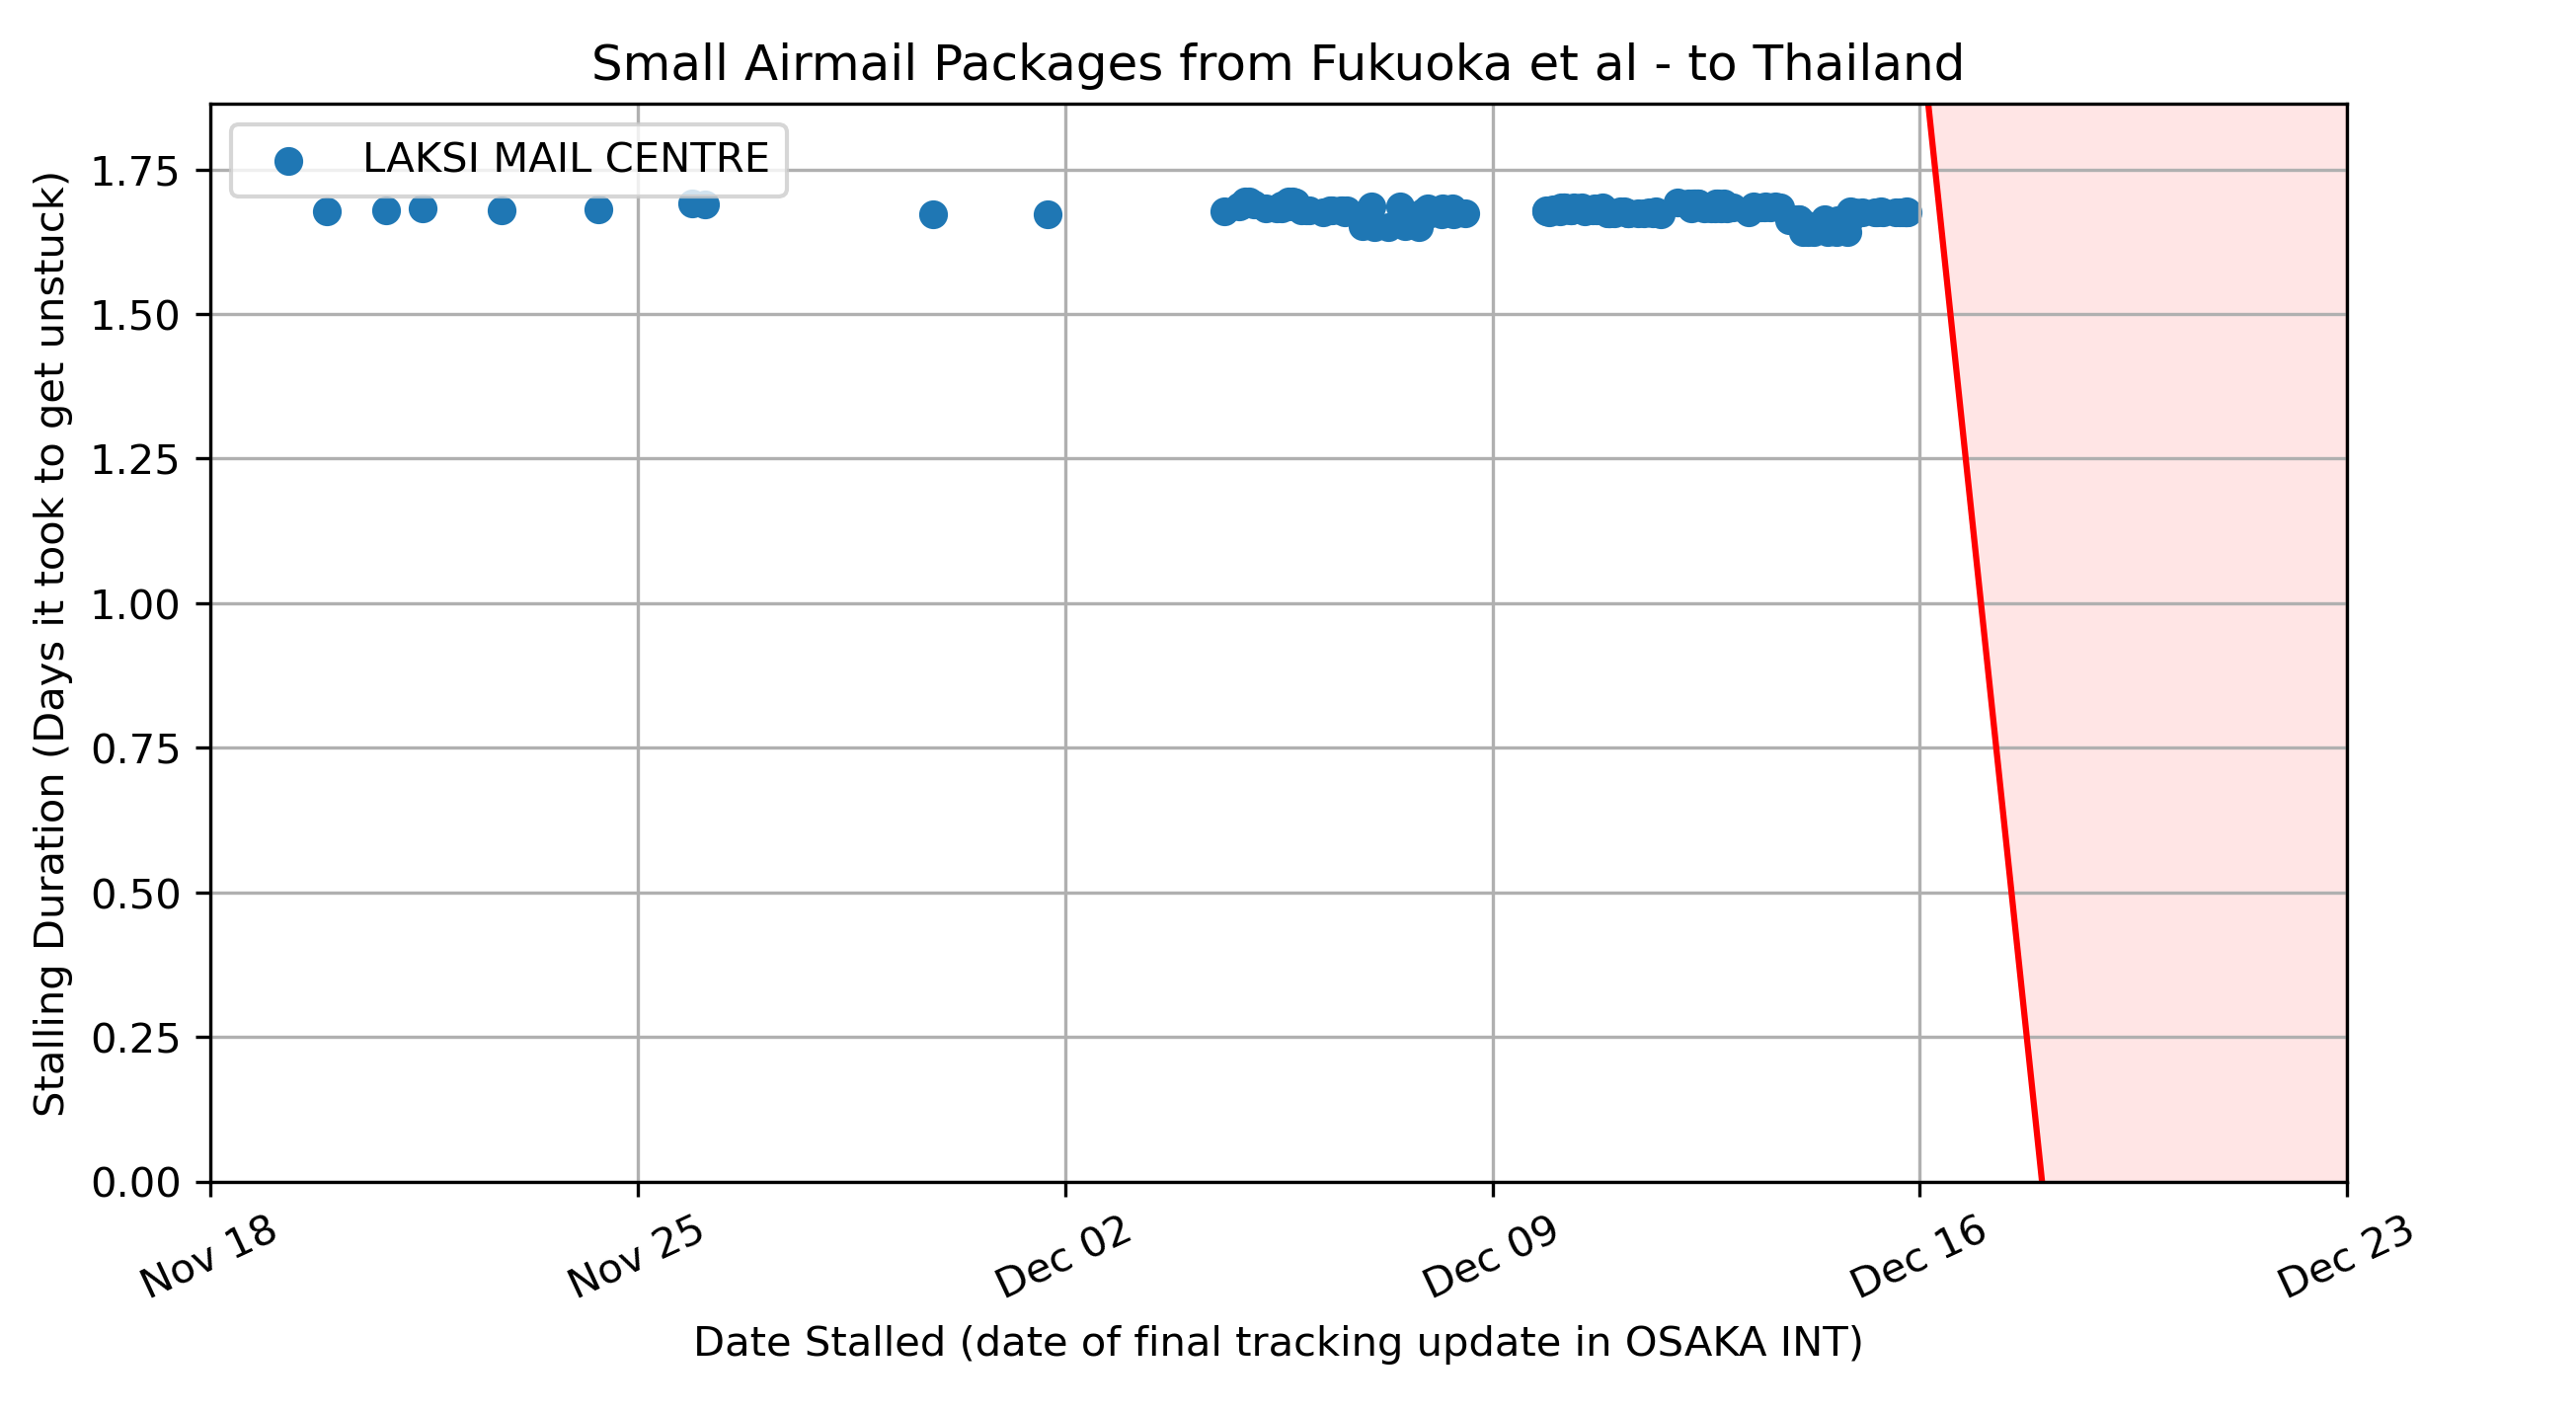 Small Airmail Packages from Fukuoka et al - to Thailand
LAKSI MAIL CENTRE
Stalling Duration (Days it took to get unstuck)
1.75
1.50
1.25
1.00
0.75
0.50
0.25
0.00
Nov 18
Nov 25
Dec 02
Dec 09
Dec 16
Dec 23
Date Stalled (date of final tracking update in OSAKA INT)